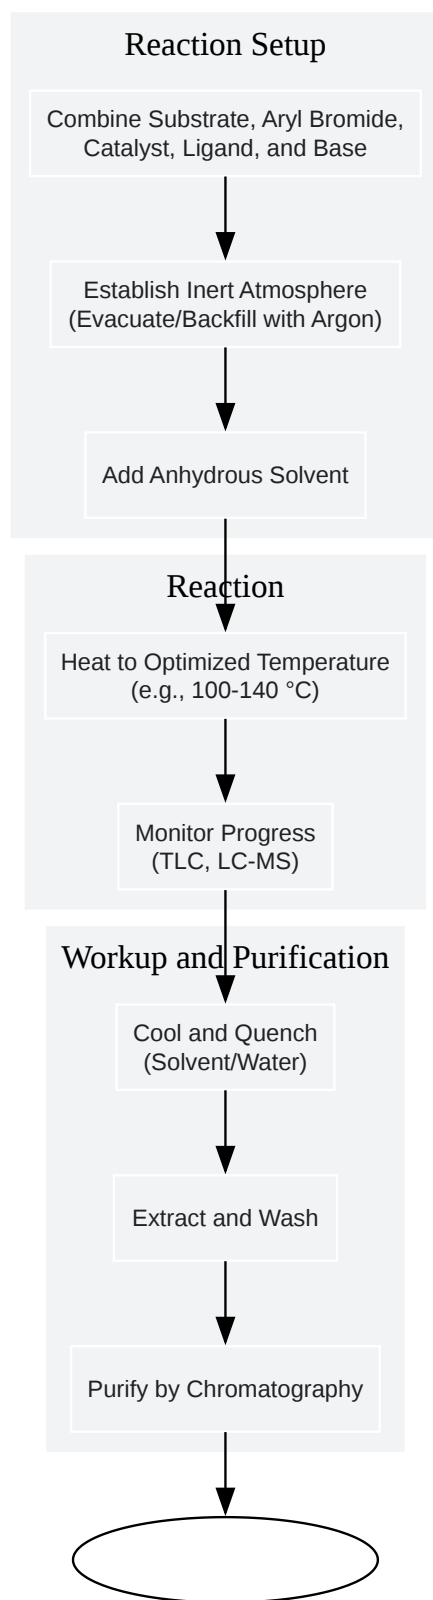 Reaction Setup
Combine Substrate, Aryl Bromide,
Catalyst, Ligand, and Base
Establish Inert Atmosphere
(Evacuate/Backfill with Argon)
Add Anhydrous Solvent
Reaction
Heat to Optimized Temperature
(e.g., 100-140 °C)
Monitor Progress
(TLC, LC-MS)
Workup and Purification
Cool and Quench
(Solvent/Water)
Extract and Wash
Purify by Chromatography